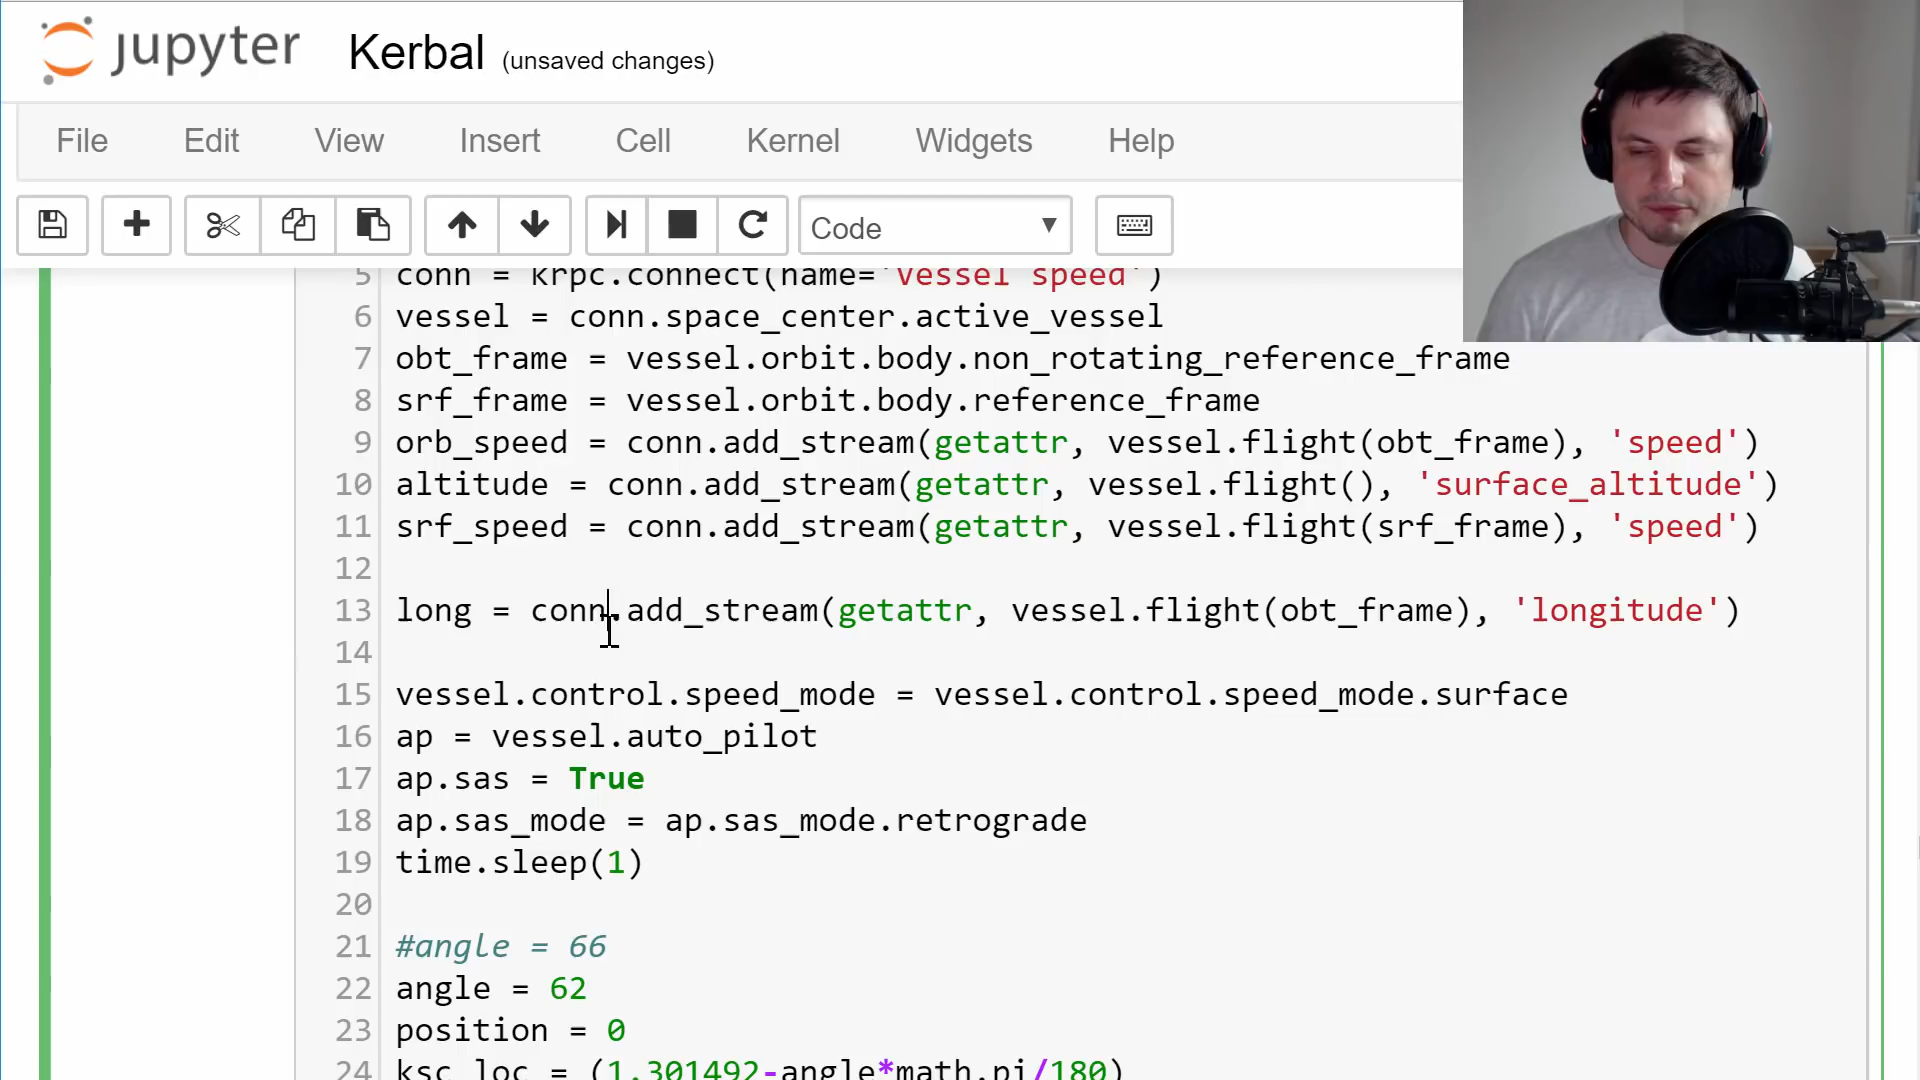 jupyter Kerbal (unsaved changes)
File Edit View Insert Cell Kernel Widgets Help
Code
5 conn = krpc.connect(name='vessel speed')
6 vessel = conn.space_center.active_vessel
7 obt_frame = vessel.orbit.body.non_rotating_reference_frame
8 srf_frame = vessel.orbit.body.reference_frame
9 orb_speed = conn.add_stream(getattr, vessel.flight(obt_frame), 'speed')
10 altitude = conn.add_stream(getattr, vessel.flight(), 'surface_altitude')
11 srf_speed = conn.add_stream(getattr, vessel.flight(srf_frame), 'speed')
12
13 long = conn.add_stream(getattr, vessel.flight(obt_frame), 'longitude')
14
15 vessel.control.speed_mode = vessel.control.speed_mode.surface
16 ap = vessel.auto_pilot
17 ap.sas = True
18 ap.sas_mode = ap.sas_mode.retrograde
19 time.sleep(1)
20
21 #angle = 66
22 angle = 62
23 position = 0
24 ksc_loc = (1.301492-angle*math.pi/180)